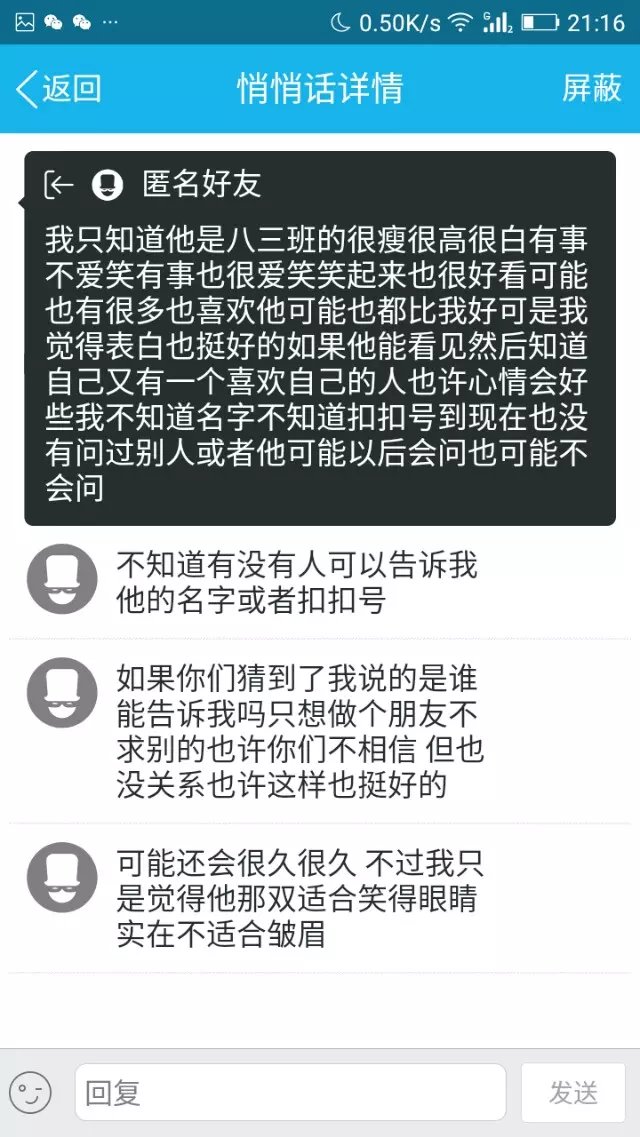 0.50K/s
G
2
21:16
返回
悄悄话详情
屏蔽
匿名好友
我只知道他是八三班的很瘦很高很白有事
不爱笑有事也很爱笑笑起来也很好看可能
也有很多也喜欢他可能也都比我好可是我
觉得表白也挺好的如果他能看见然后知道
自己又有一个喜欢自己的人也许心情会好
些我不知道名字不知道扣扣号到现在也没
有问过别人或者他可能以后会问也可能不
会问
不知道有没有人可以告诉我
他的名字或者扣扣号
如果你们猜到了我说的是谁
能告诉我吗只想做个朋友不
求别的也许你们不相信 但也
没关系也许这样也挺好的
可能还会很久很久 不过我只
是觉得他那双适合笑得眼睛
实在不适合皱眉
回复
发送